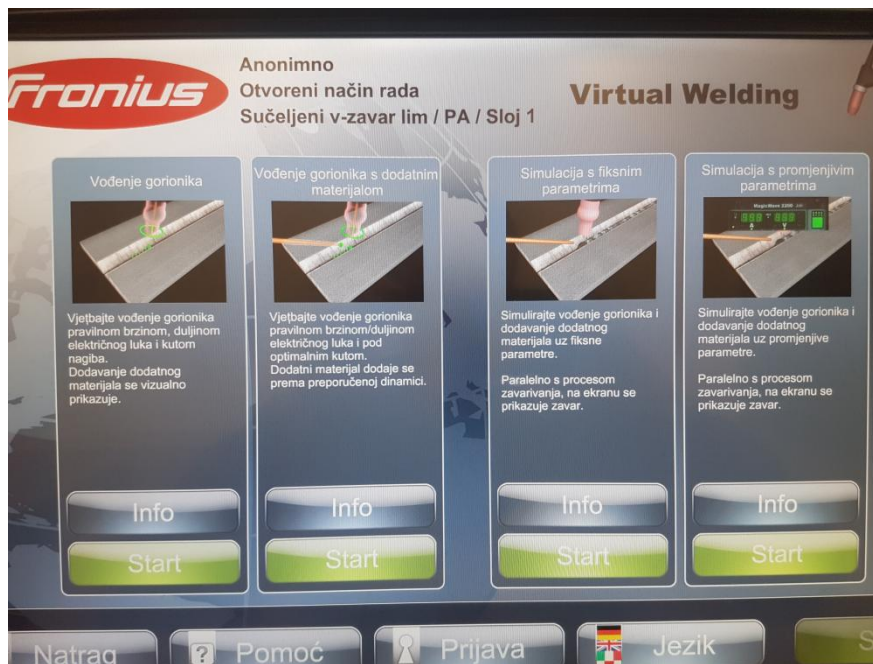 Fronius
Anonimno
Otvoreni način rada
Sučeljeni v-zavar lim / PA / Sloj 1
Virtual Welding
Vođenje gorionika
Vježbajte vođenje gorionika
pravilnom brzinom, duljinom
električnog luka i kutom
nagiba.
Dodavanje dodatnog
materijala se vizualno
prikazuje.
Info
Start
Vođenje gorionika s dodatnim
materijalom
Vježbajte vođenje gorionika
pravilnom brzinom/duljinom
električnog luka i pod
optimalnim kutom.
Dodatni materijal dodaje se
prema preporučenoj dinamici.
Info
Start
Simulacija s fiksnim
parametrima
Simulirajte vođenje gorionika i
dodavanje dodatnog
materijala uz fiksne
parametre.
Paralelno s procesom
zavarivanja, na ekranu se
prikazuje zavar.
Info
Start
Simulacija s promjenjivim
parametrima
MagicWave 2200
888 888
Simulirajte vođenje gorionika i
dodavanje dodatnog
materijala uz promjenjive
parametre.
Paralelno s procesom
zavarivanja, na ekranu se
prikazuje zavar.
Info
Start
Natrag
? Pomoć
Prijava
Jezik